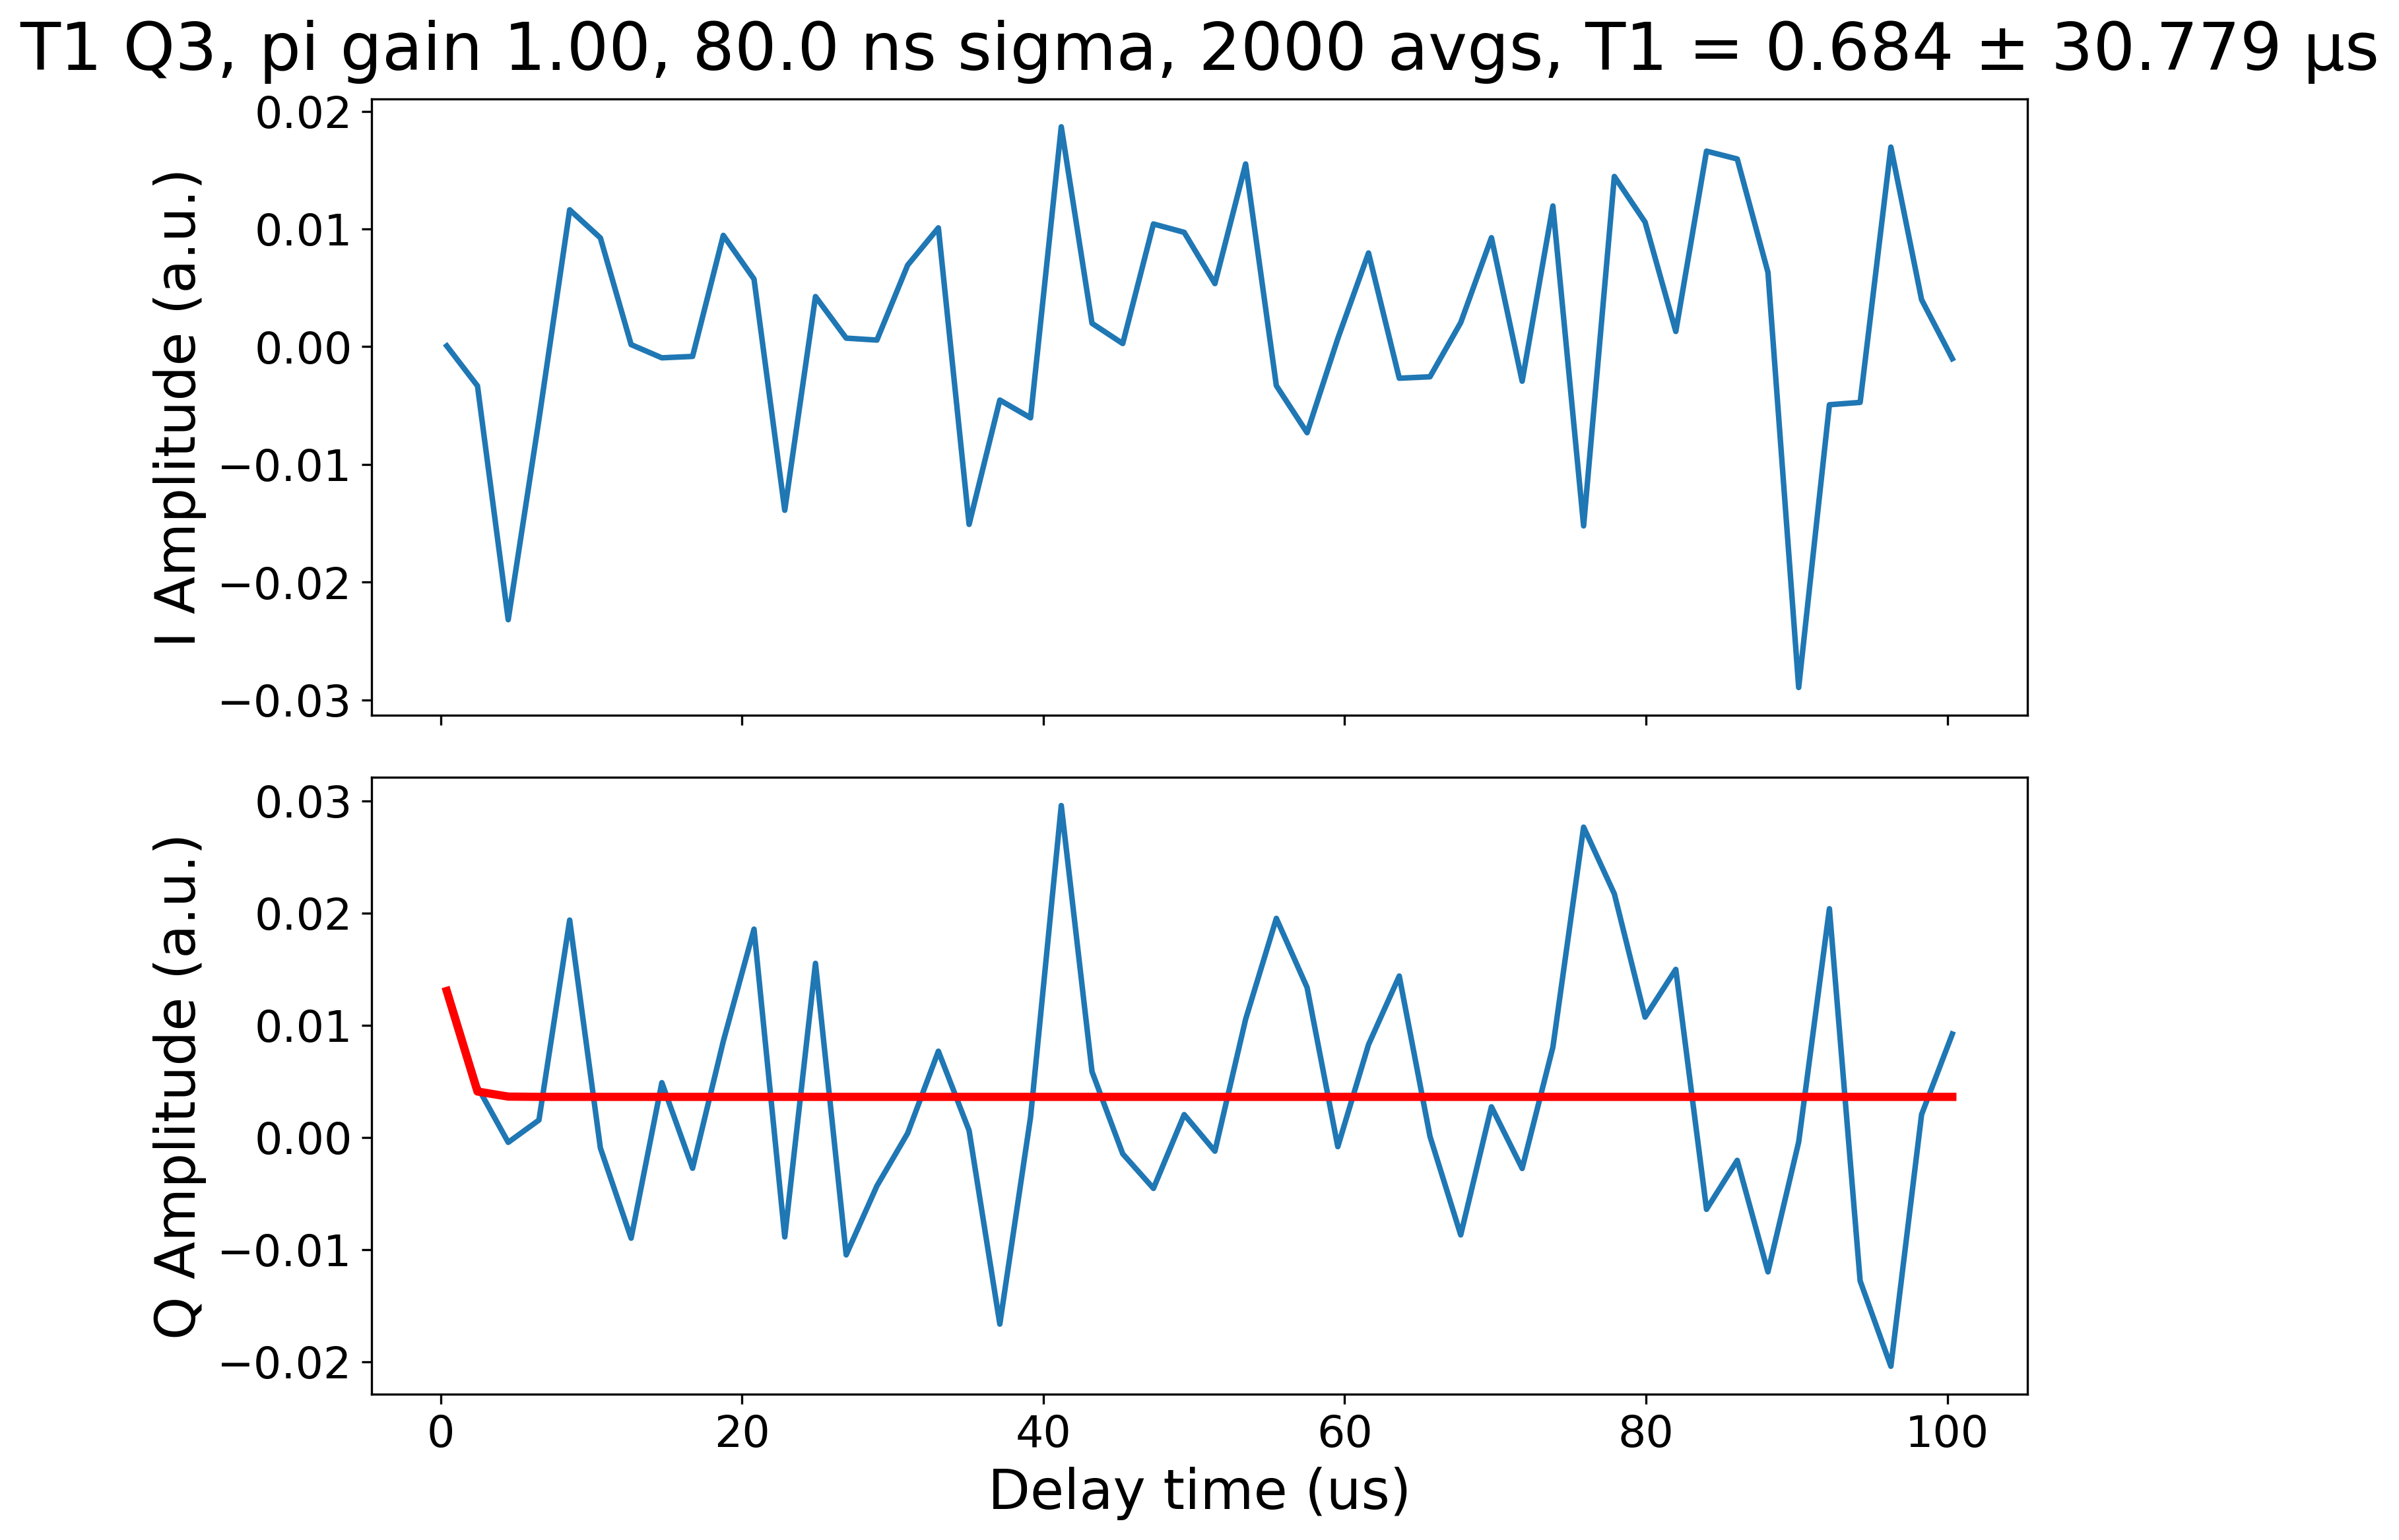 T1 Q3, pi gain 1.00, 80.0 ns sigma, 2000 avgs, T1 = 0.684 ± 30.779 μs
0.02
0.01
0.00
−0.01
−0.02
−0.03
I Amplitude (a.u.)
0.03
0.02
0.01
0.00
−0.01
−0.02
Q Amplitude (a.u.)
0 20 40 60 80 100
Delay time (us)